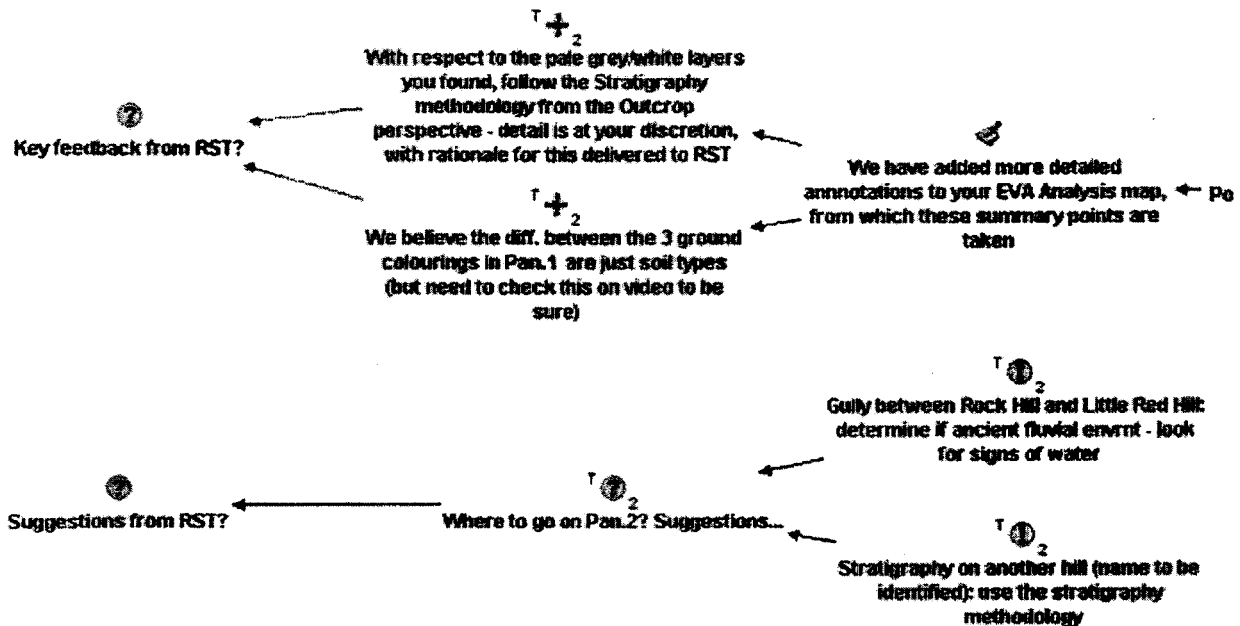 T 2
With respect to the pale grey/white layers
you found, follow the Stratigraphy
methodology from the Outcrop
perspective - detail is at your discretion,
with rationale for this delivered to RST
?
Key feedback from RST?
We have added more detailed
annnotations to your EVA Analysis map,
from which these summary points are
taken
po
T 2
We believe the diff. between the 3 ground
colourings in Pan.1 are just soil types
(but need to check this on video to be
sure)
T 2
Gully between Rock Hill and Little Red Hill:
determine if ancient fluvial envrnt - look
for signs of water
?
Suggestions from RST?
T ? 2
Where to go on Pan.2? Suggestions...
T 2
Stratigraphy on another hill (name to be
identified): use the stratigraphy
methodology